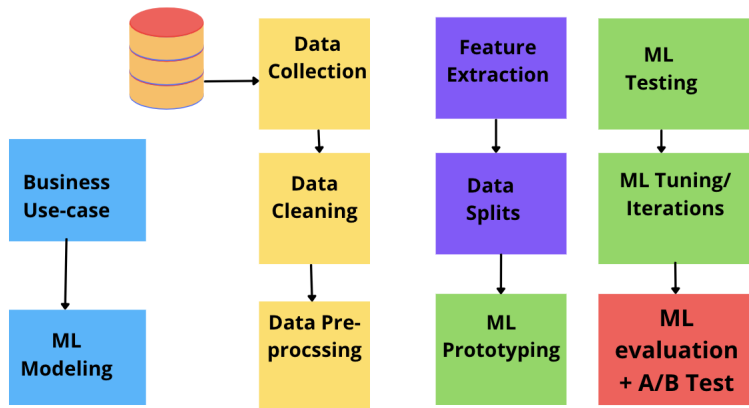 Business
Use-case
ML
Modeling
Data
Collection
Data
Cleaning
Data Pre-
procssing
Feature
Extraction
Data
Splits
ML
Prototyping
ML
Testing
ML Tuning/
Iterations
ML
evaluation
+ A/B Test